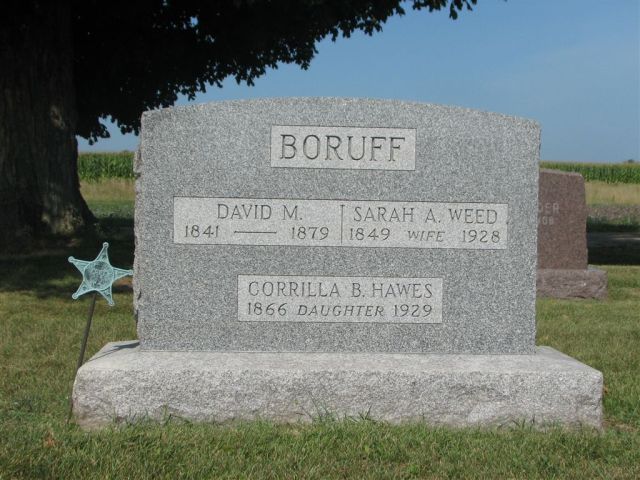 BORUFF
DAVID M.
1841 — 1879
SARAH A. WEED
1849 WIFE 1928
CORRILLA B. HAWES
1866 DAUGHTER 1929